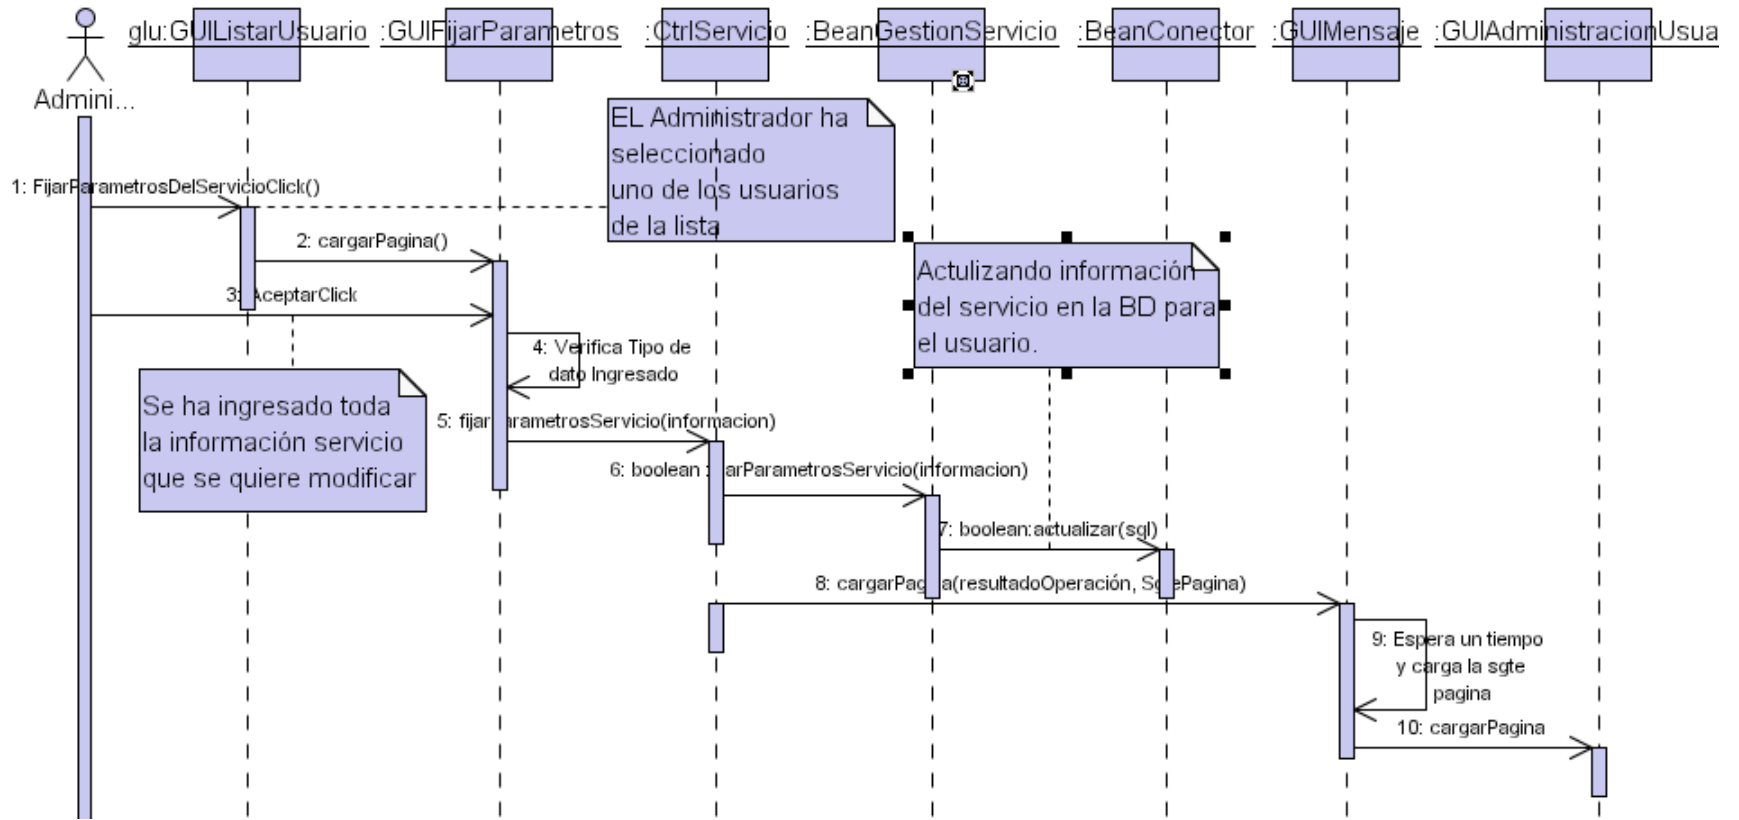 glu:GUIListarUsuario
:GUIFijarParametros
:CtrlServicio
:BeanGestionServicio
:BeanConector
:GUIMensaje
:GUIAdministracionUsua
Admini...
EL Administrador ha
seleccionado
uno de los usuarios
de la lista
1: FijarParametrosDelServicioClick()
2: cargarPagina()
3: AceptarClick
Actulizando información
del servicio en la BD para
el usuario.
4: Verifica Tipo de
dato Ingresado
Se ha ingresado toda
la información servicio
que se quiere modificar
5: fijarParametrosServicio(informacion)
6: boolean :fijarParametrosServicio(informacion)
7: boolean:actualizar(sql)
8: cargarPagina(resultadoOperación, SgtePagina)
9: Espera un tiempo
y carga la sgte
pagina
10: cargarPagina